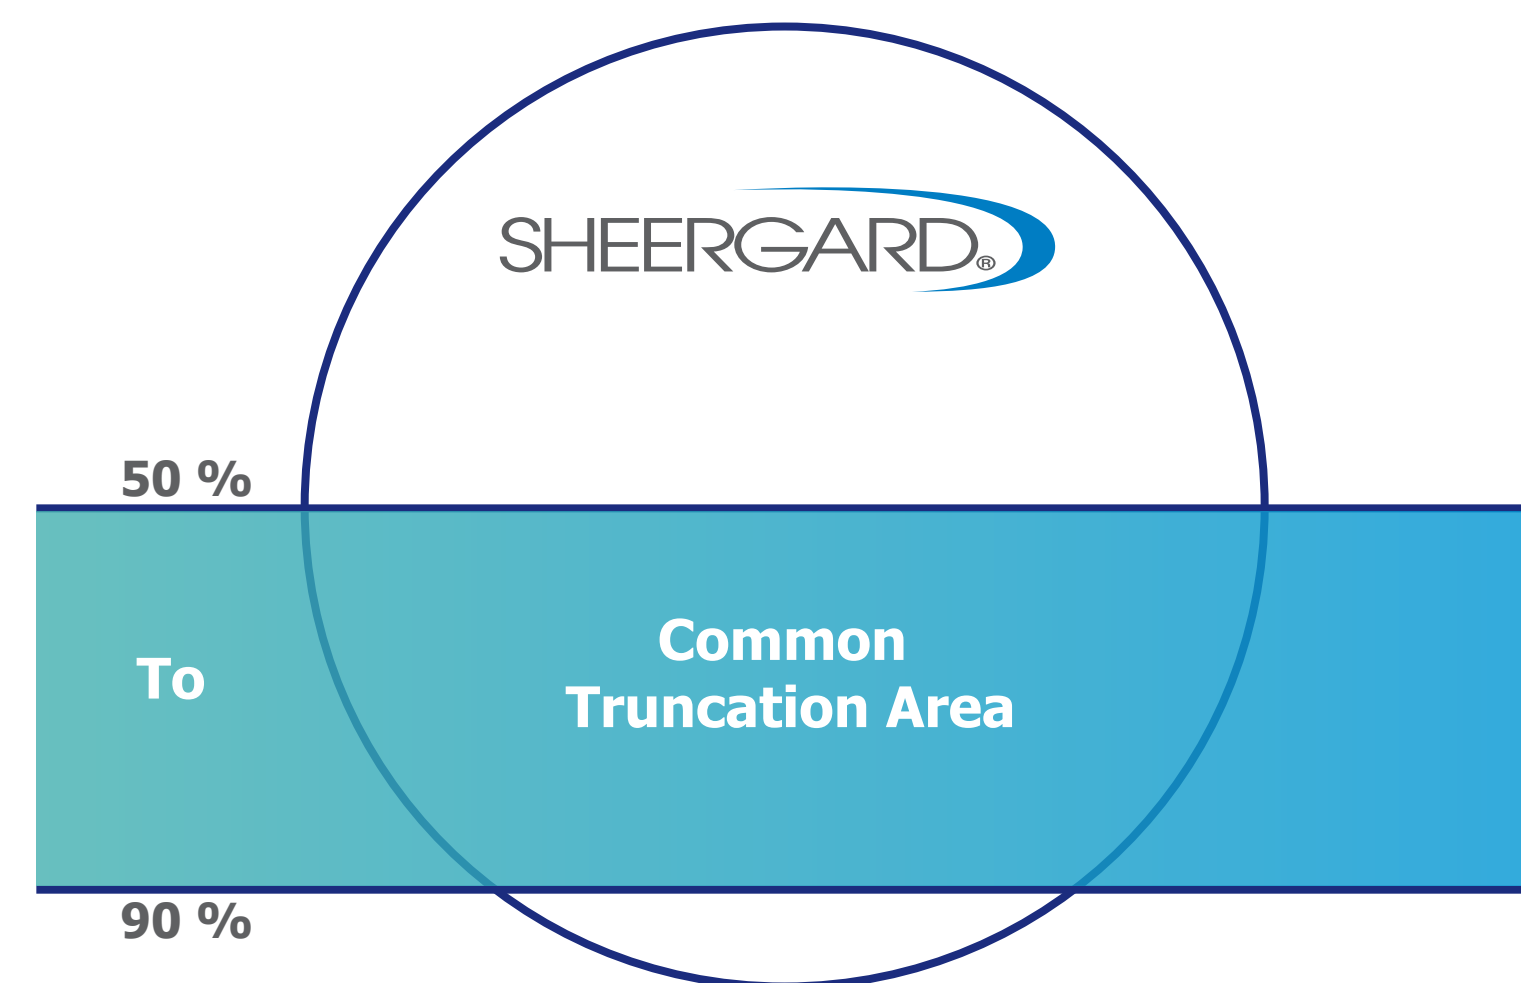 SHEERGARD®
50 %
To
Common
Truncation Area
90 %